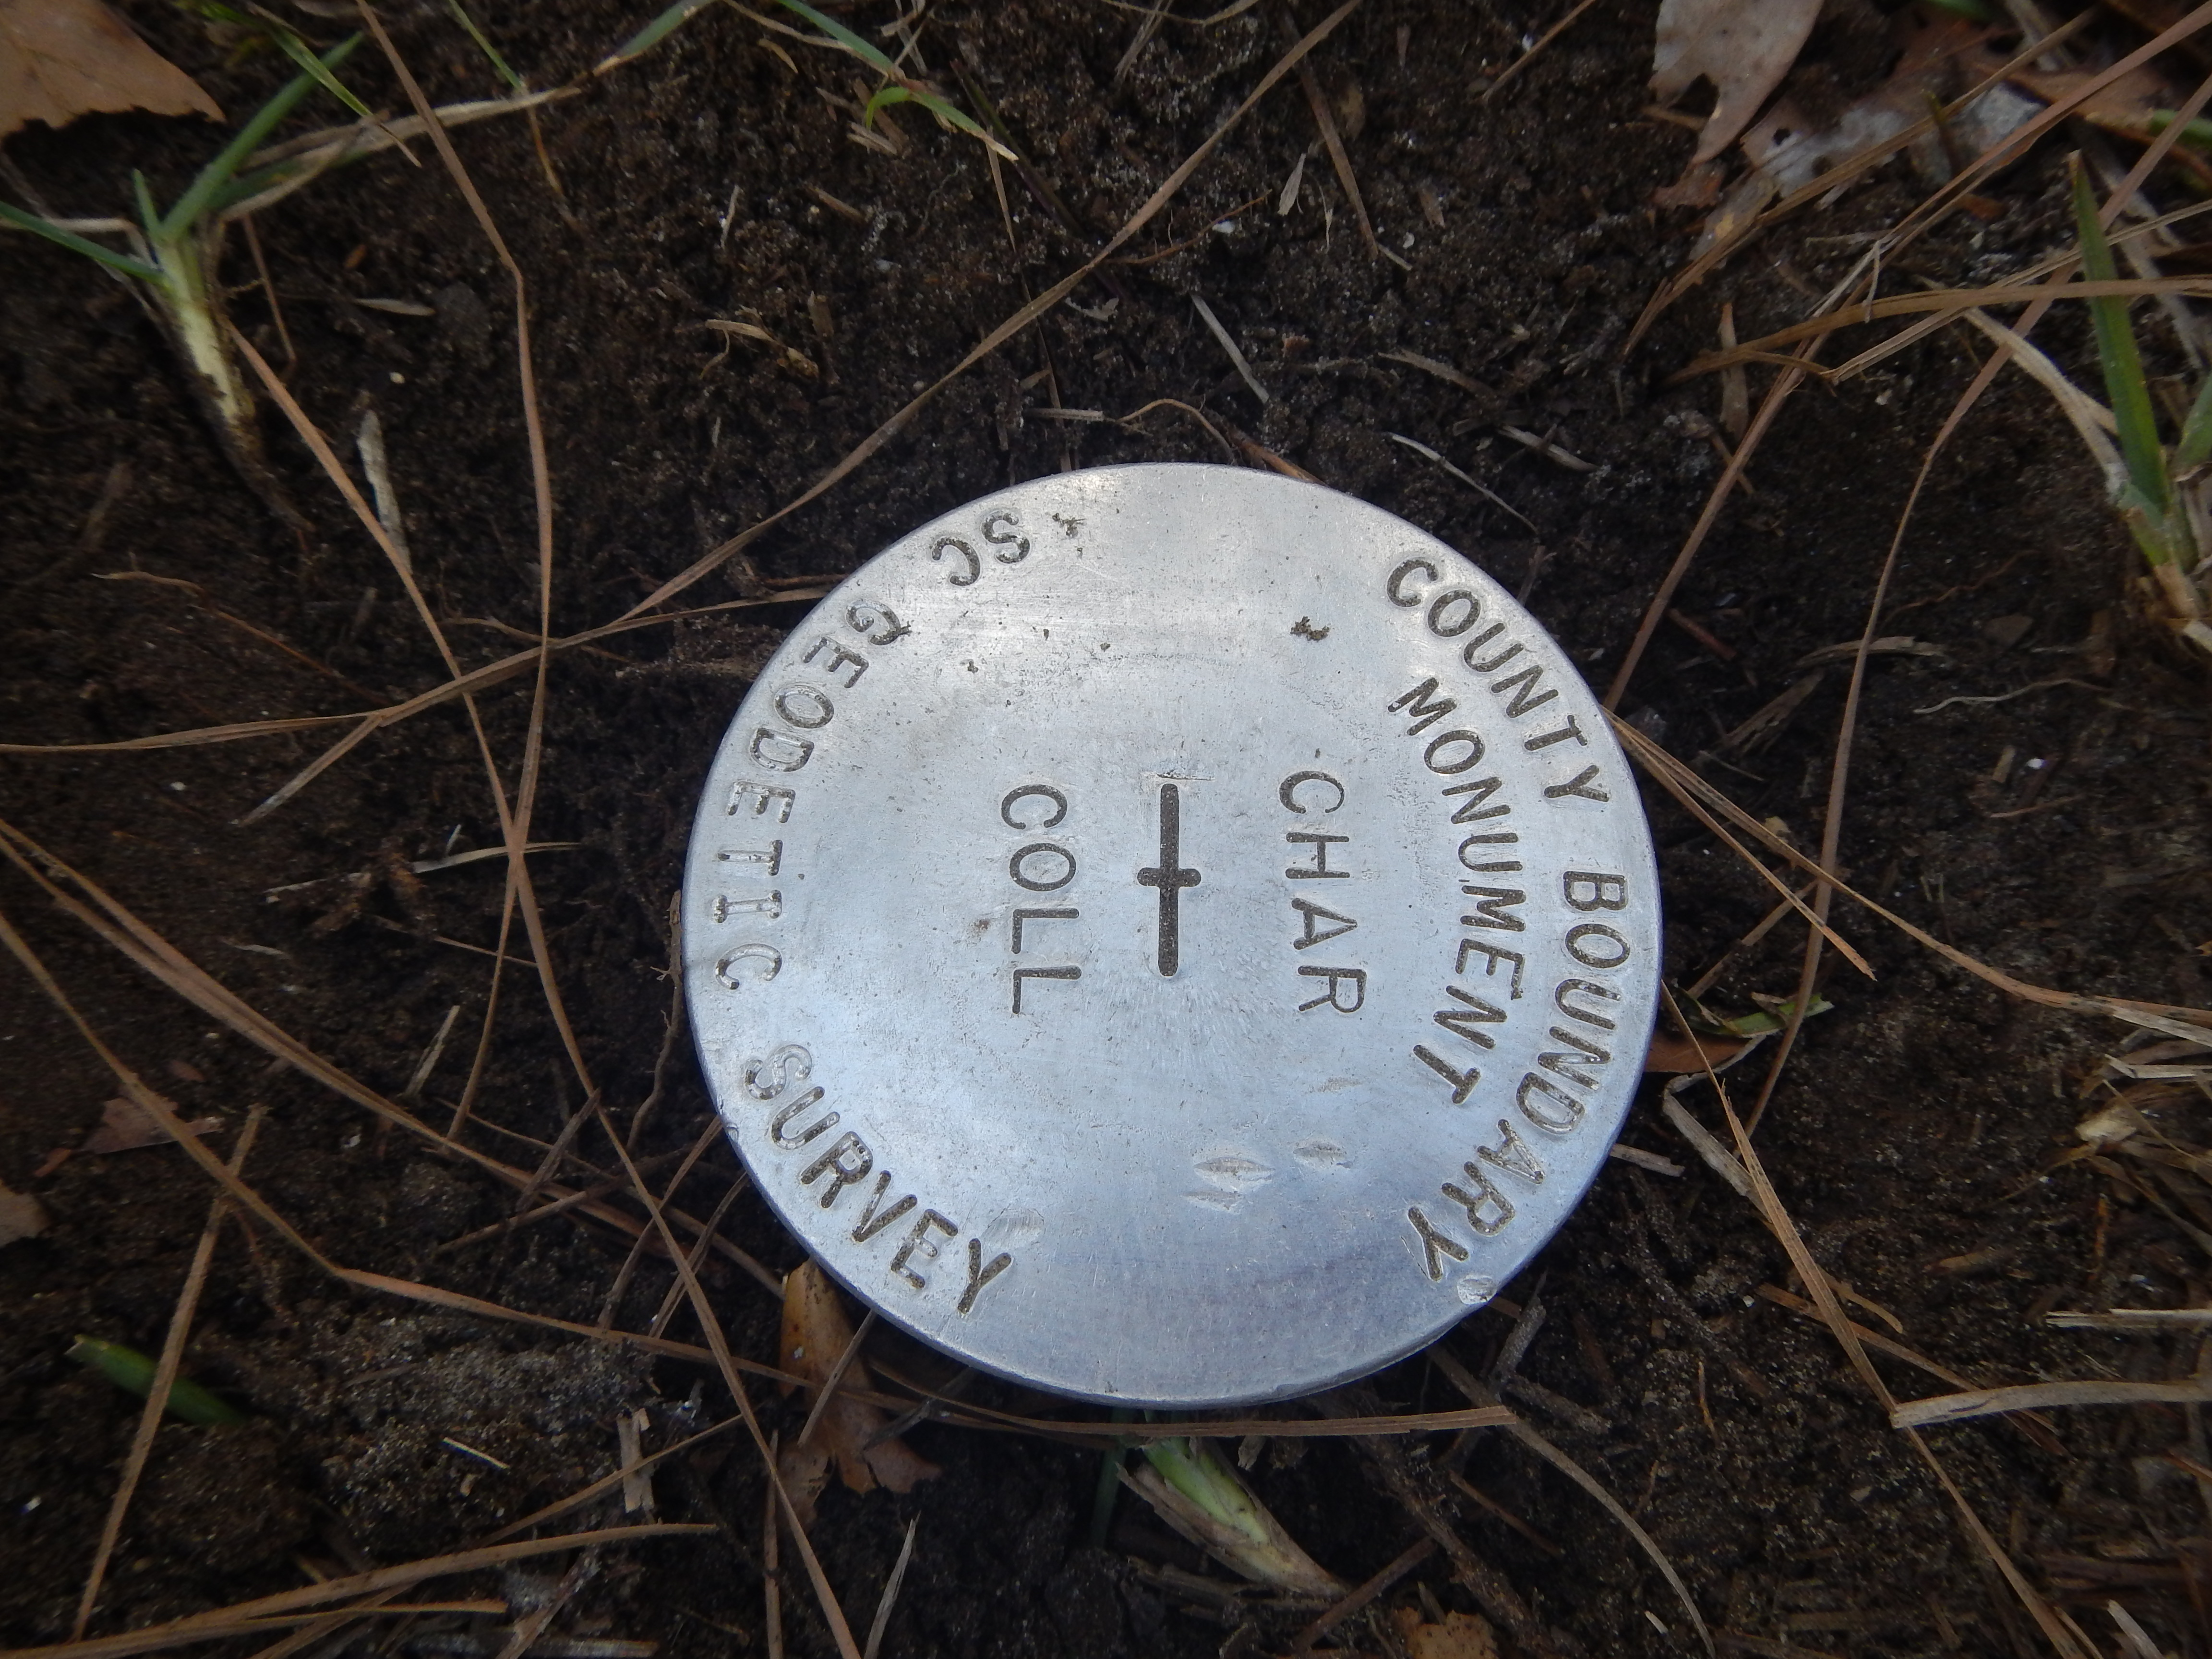 COUNTY BOUNDARY
MONUMENT
CHAR
COLL
SC GEODETIC SURVEY